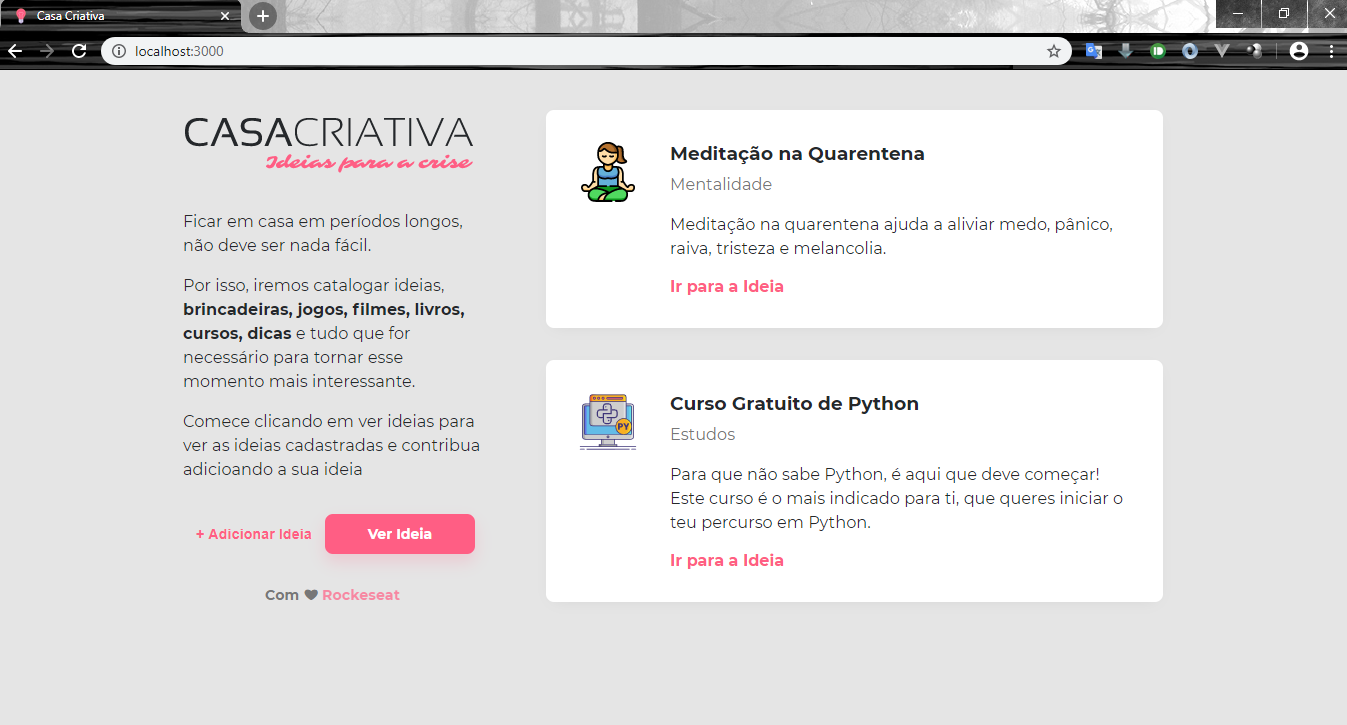 Casa Criativa
localhost:3000
CASACRIATIVA
Ideias para a crise
Ficar em casa em períodos longos,
não deve ser nada fácil.
Por isso, iremos catalogar ideias,
brincadeiras, jogos, filmes, livros,
cursos, dicas e tudo que for
necessário para tornar esse
momento mais interessante.
Comece clicando em ver ideias para
ver as ideias cadastradas e contribua
adicioando a sua ideia
+ Adicionar Ideia
Ver Ideia
Com ♥ Rockeseat
Meditação na Quarentena
Mentalidade
Meditação na quarentena ajuda a aliviar medo, pânico,
raiva, tristeza e melancolia.
Ir para a Ideia
PY
Curso Gratuito de Python
Estudos
Para que não sabe Python, é aqui que deve começar!
Este curso é o mais indicado para ti, que queres iniciar o
teu percurso em Python.
Ir para a Ideia